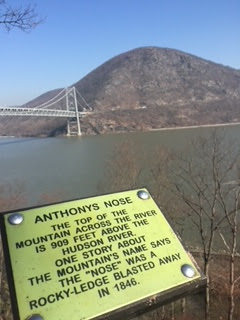 ANTHONYS NOSE
THE TOP OF THE
MOUNTAIN ACROSS THE RIVER
IS 909 FEET ABOVE THE
HUDSON RIVER.
ONE STORY ABOUT
THE MOUNTAIN'S NAME SAYS
THE "NOSE" WAS A
ROCKY-LEDGE BLASTED AWAY
IN 1846.